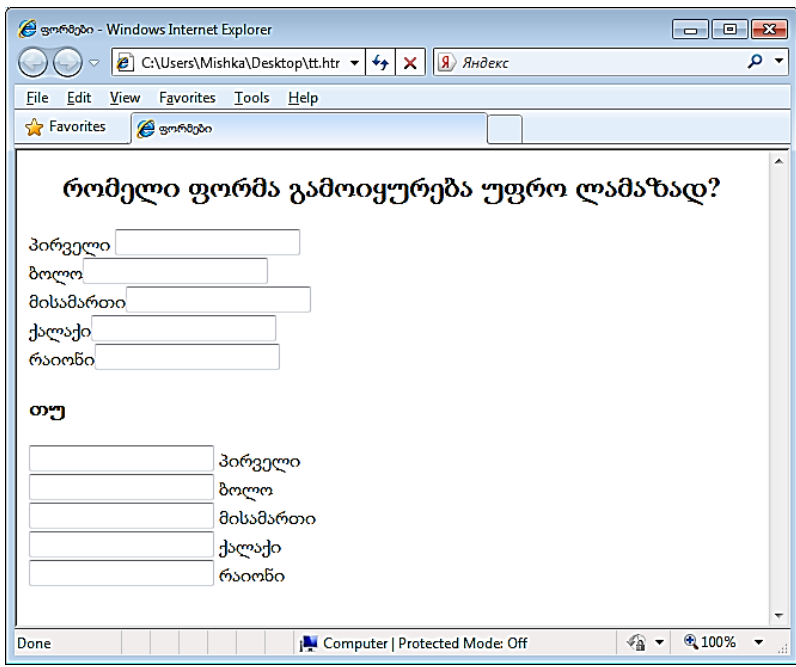 ფორმები - Windows Internet Explorer
C:\Users\Mishka\Desktop\tt.htr Яндекс
File Edit View Favorites Tools Help
Favorites ფორმები
რომელი ფორმა გამოიყურება უფრო ლამაზად?
პირველი
ბოლო
მისამართი
ქალაქი
რაიონი
თუ
პირველი
ბოლო
მისამართი
ქალაქი
რაიონი
Done Computer | Protected Mode: Off 100%